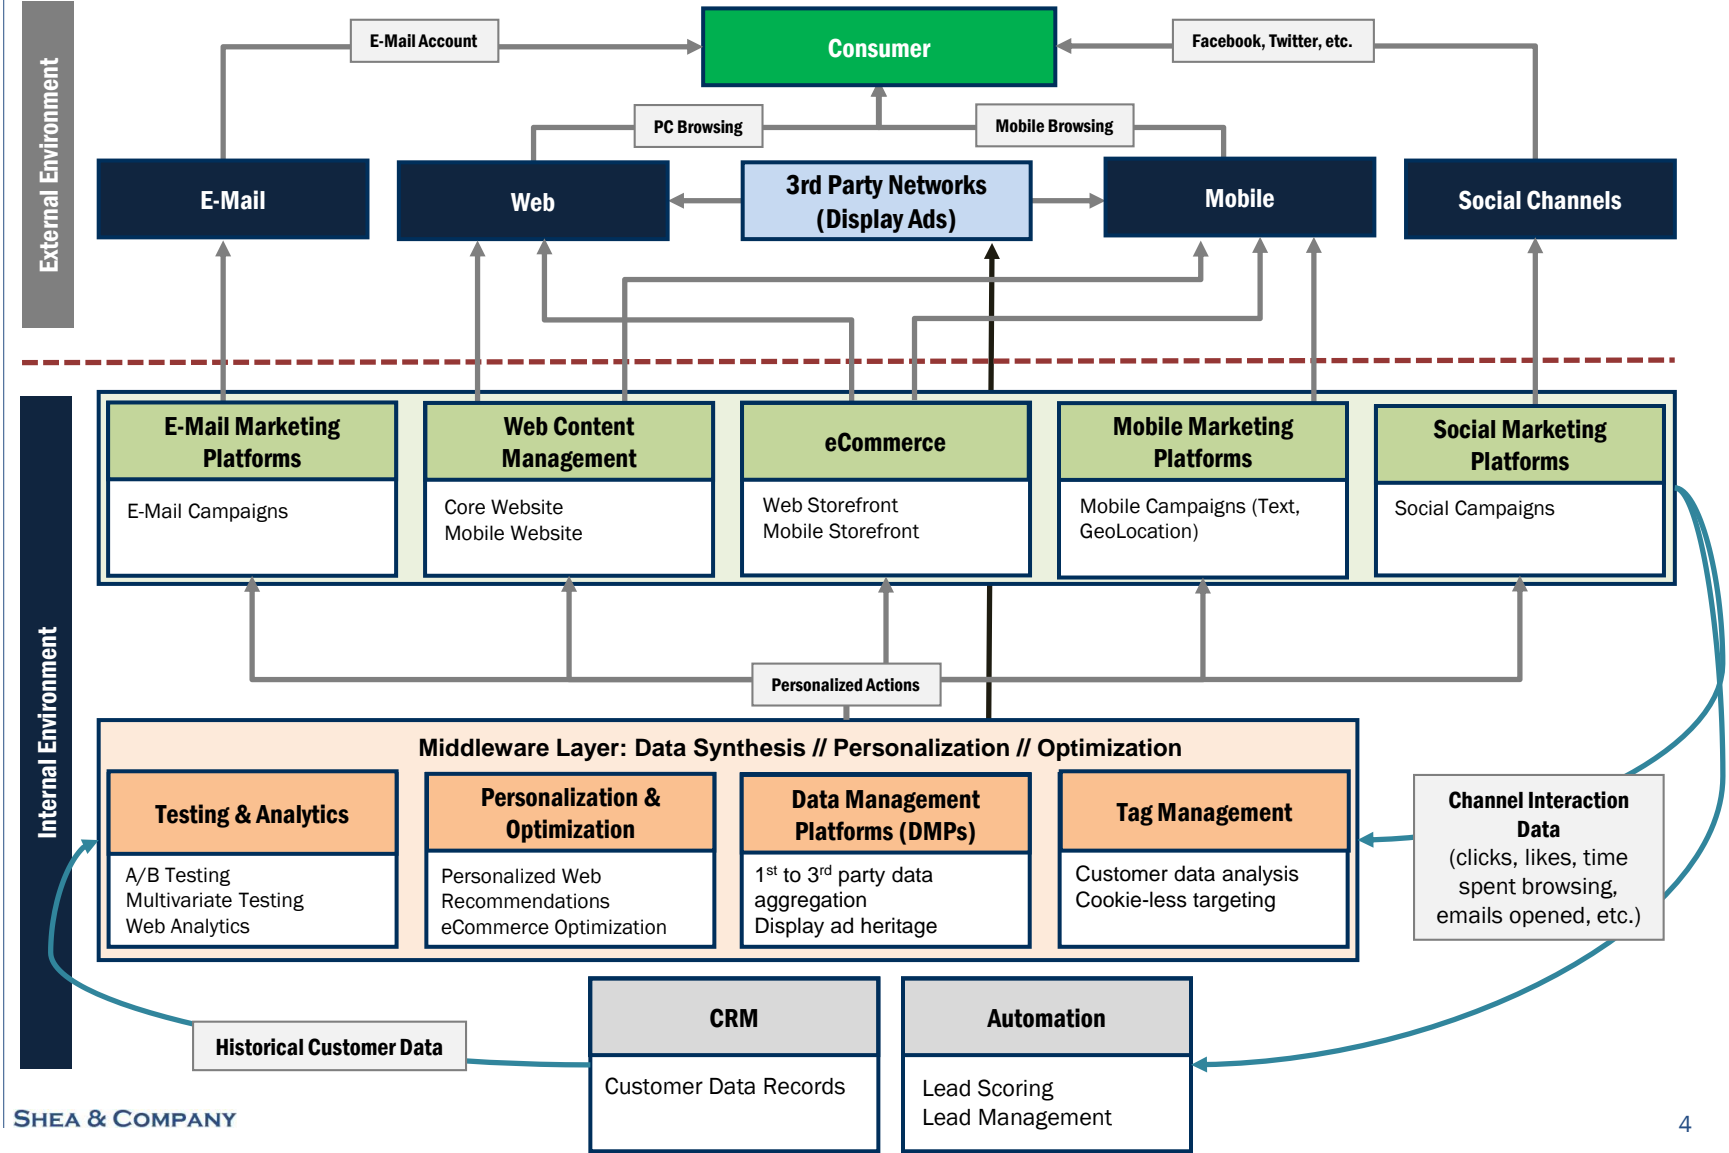 External Environment
E-Mail Account
Consumer
Facebook, Twitter, etc.
PC Browsing
Mobile Browsing
E-Mail
Web
3rd Party Networks
(Display Ads)
Mobile
Social Channels
Internal Environment
E-Mail Marketing
Platforms
E-Mail Campaigns
Web Content
Management
Core Website
Mobile Website
eCommerce
Web Storefront
Mobile Storefront
Mobile Marketing
Platforms
Mobile Campaigns (Text,
GeoLocation)
Social Marketing
Platforms
Social Campaigns
Personalized Actions
Middleware Layer: Data Synthesis // Personalization // Optimization
Testing & Analytics
A/B Testing
Multivariate Testing
Web Analytics
Personalization &
Optimization
Personalized Web
Recommendations
eCommerce Optimization
Data Management
Platforms (DMPs)
1st to 3rd party data
aggregation
Display ad heritage
Tag Management
Customer data analysis
Cookie-less targeting
Channel Interaction
Data
(clicks, likes, time
spent browsing,
emails opened, etc.)
Historical Customer Data
CRM
Customer Data Records
Automation
Lead Scoring
Lead Management
SHEA & COMPANY
4